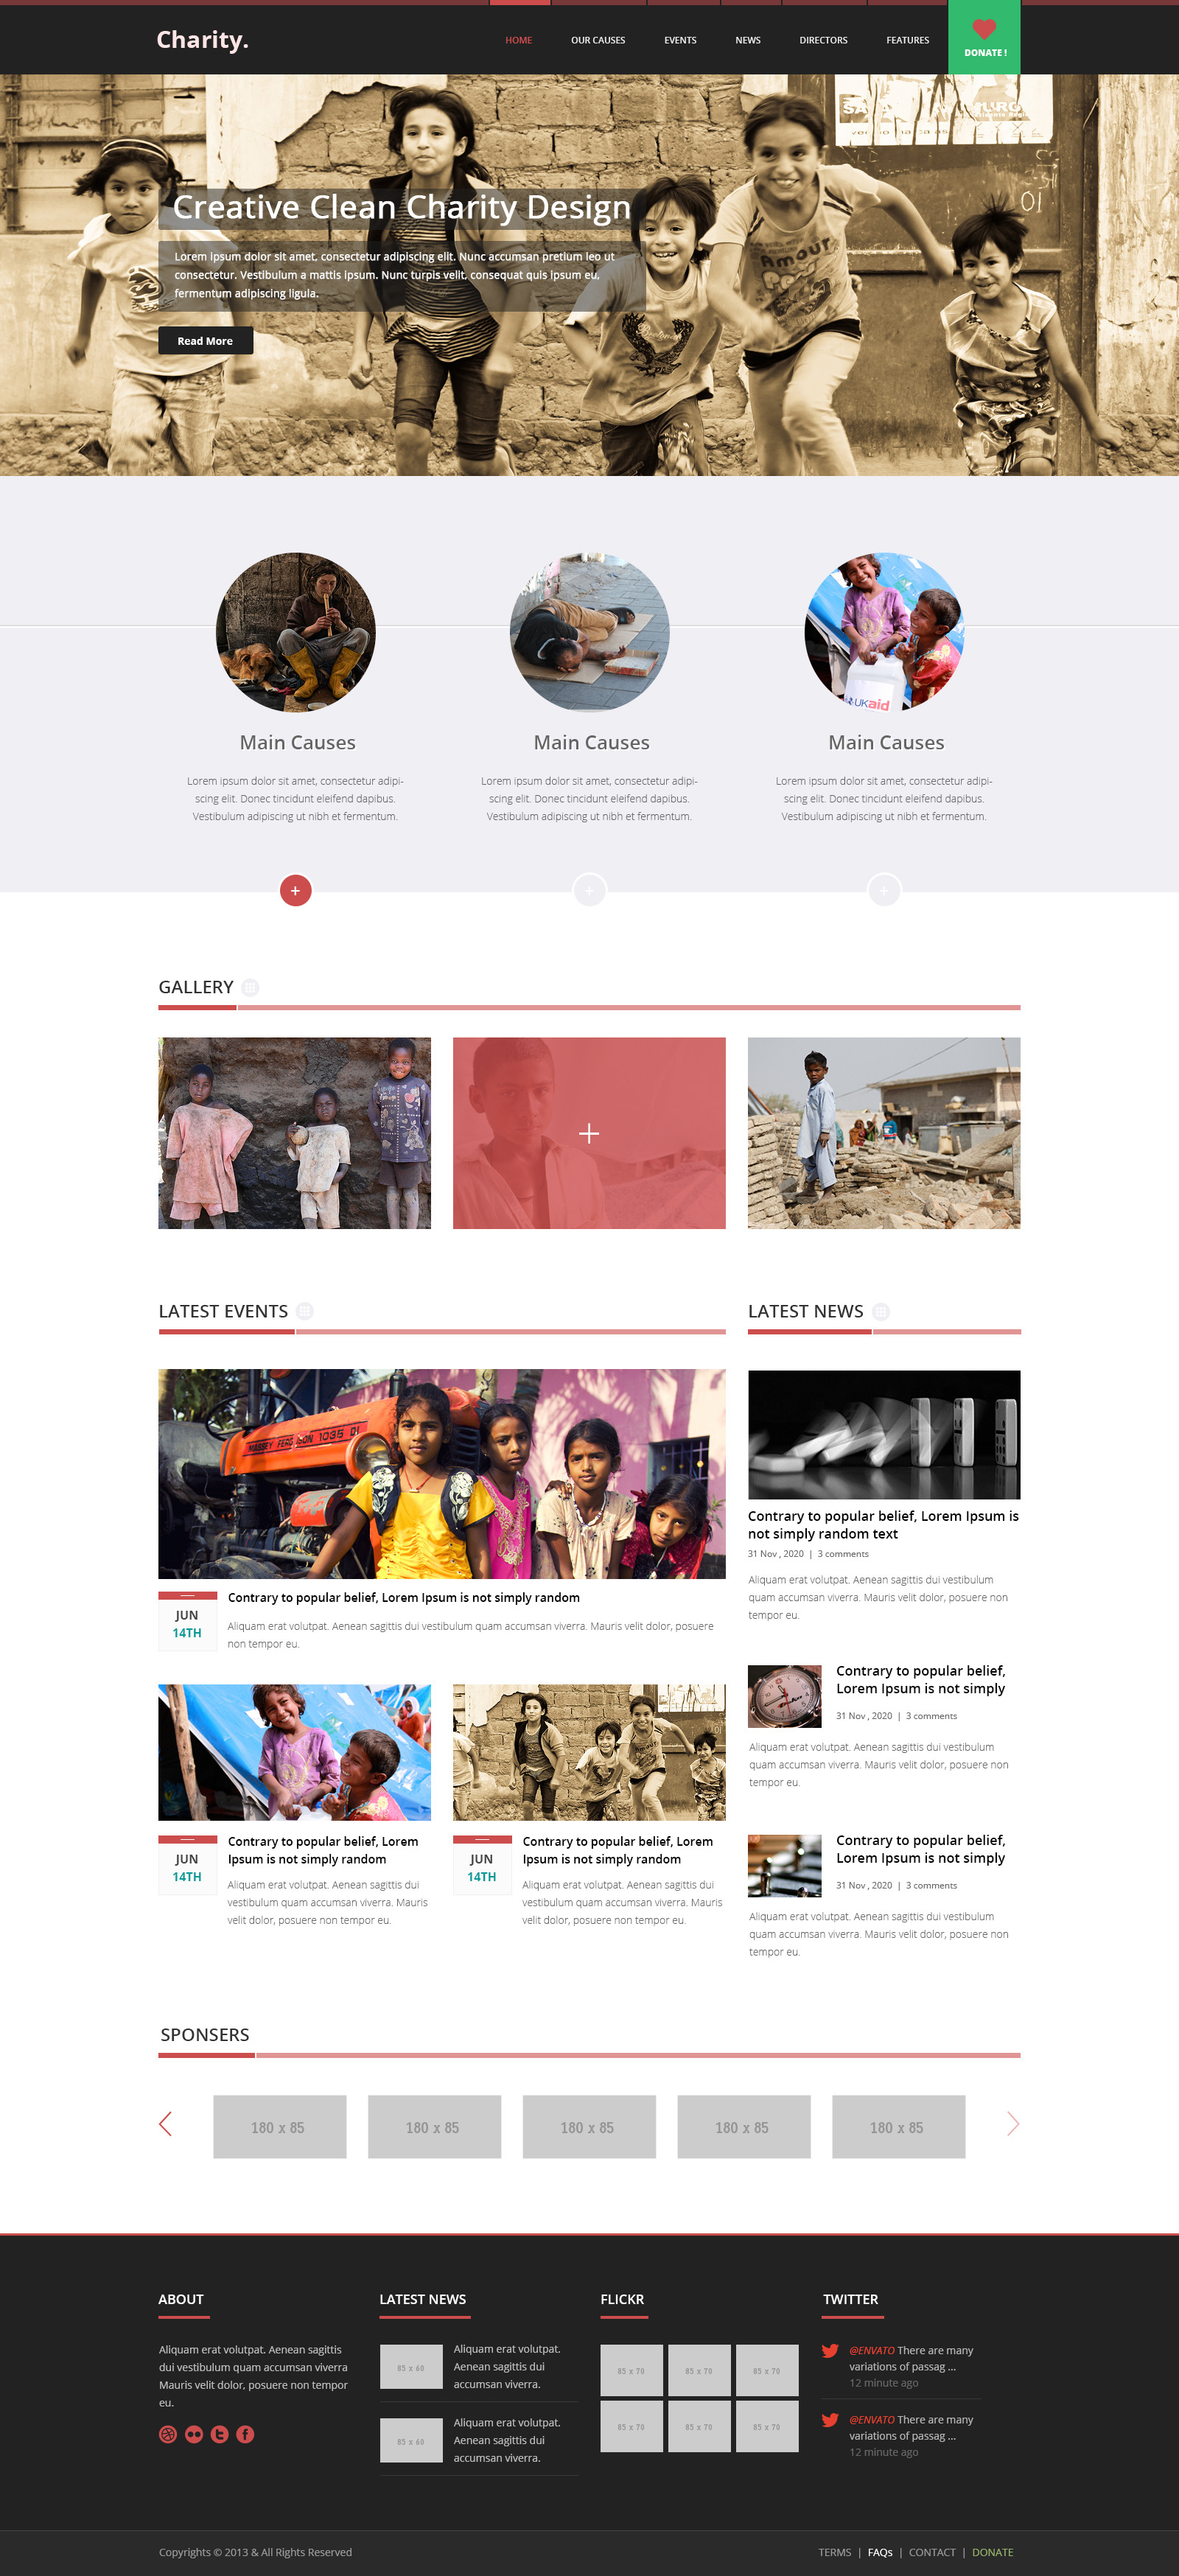 Charity.
HOME OUR CAUSES EVENTS NEWS DIRECTORS FEATURES DONATE !
Creative Clean Charity Design
Lorem ipsum dolor sit amet, consectetur adipiscing elit. Nunc accumsan pretium leo ut
consectetur. Vestibulum a mattis ipsum. Nunc turpis velit, consequat quis ipsum eu,
fermentum adipiscing ligula.
Read More
AMOUR
UKaid
Main Causes
Lorem ipsum dolor sit amet, consectetur adipi-
scing elit. Donec tincidunt eleifend dapibus.
Vestibulum adipiscing ut nibh et fermentum.
Main Causes
Lorem ipsum dolor sit amet, consectetur adipi-
scing elit. Donec tincidunt eleifend dapibus.
Vestibulum adipiscing ut nibh et fermentum.
Main Causes
Lorem ipsum dolor sit amet, consectetur adipi-
scing elit. Donec tincidunt eleifend dapibus.
Vestibulum adipiscing ut nibh et fermentum.
+
+
+
GALLERY
LATEST EVENTS
MASSEY FERGUSON 1035 DI
JUN
14TH
Contrary to popular belief, Lorem Ipsum is not simply random
Aliquam erat volutpat. Aenean sagittis dui vestibulum quam accumsan viverra. Mauris velit dolor, posuere
non tempor eu.
JUN
14TH
Contrary to popular belief, Lorem
Ipsum is not simply random
Aliquam erat volutpat. Aenean sagittis dui
vestibulum quam accumsan viverra. Mauris
velit dolor, posuere non tempor eu.
JUN
14TH
Contrary to popular belief, Lorem
Ipsum is not simply random
Aliquam erat volutpat. Aenean sagittis dui
vestibulum quam accumsan viverra. Mauris
velit dolor, posuere non tempor eu.
LATEST NEWS
Contrary to popular belief, Lorem Ipsum is
not simply random text
31 Nov , 2020 | 3 comments
Aliquam erat volutpat. Aenean sagittis dui vestibulum
quam accumsan viverra. Mauris velit dolor, posuere non
tempor eu.
Contrary to popular belief,
Lorem Ipsum is not simply
31 Nov , 2020 | 3 comments
Aliquam erat volutpat. Aenean sagittis dui vestibulum
quam accumsan viverra. Mauris velit dolor, posuere non
tempor eu.
Contrary to popular belief,
Lorem Ipsum is not simply
31 Nov , 2020 | 3 comments
Aliquam erat volutpat. Aenean sagittis dui vestibulum
quam accumsan viverra. Mauris velit dolor, posuere non
tempor eu.
SPONSERS
180 x 85 180 x 85 180 x 85 180 x 85 180 x 85
ABOUT
Aliquam erat volutpat. Aenean sagittis
dui vestibulum quam accumsan viverra
Mauris velit dolor, posuere non tempor
eu.
LATEST NEWS
85 x 60
Aliquam erat volutpat.
Aenean sagittis dui
accumsan viverra.
85 x 60
Aliquam erat volutpat.
Aenean sagittis dui
accumsan viverra.
FLICKR
85 x 70 85 x 70 85 x 70
85 x 70 85 x 70 85 x 70
TWITTER
@ENVATO There are many
variations of passag ...
12 minute ago
@ENVATO There are many
variations of passag ...
12 minute ago
Copyrights © 2013 & All Rights Reserved
TERMS | FAQs | CONTACT | DONATE